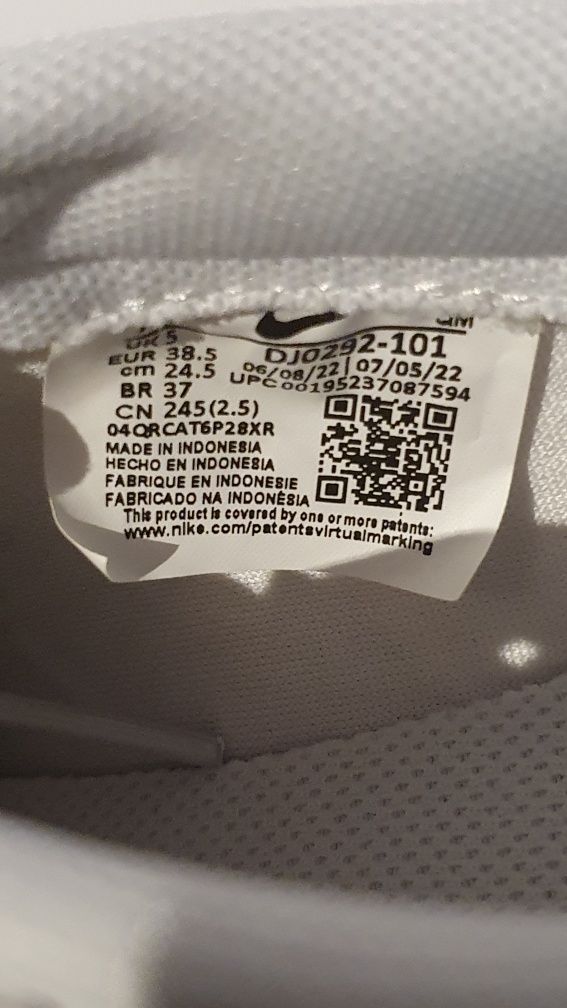 UK 5
EUR 38.5
cm 24.5
BR 37
CN 245(2.5)
04QRCAT6P28XR
DJ0292-101
06/08/22 | 07/05/22
UPC00195237087594
MADE IN INDONESIA
HECHO EN INDONESIA
FABRIQUE EN INDONESIE
FABRICADO NA INDONÉSIA
This product is covered by one or more patents:
www.nike.com/patentsvirtualmarking